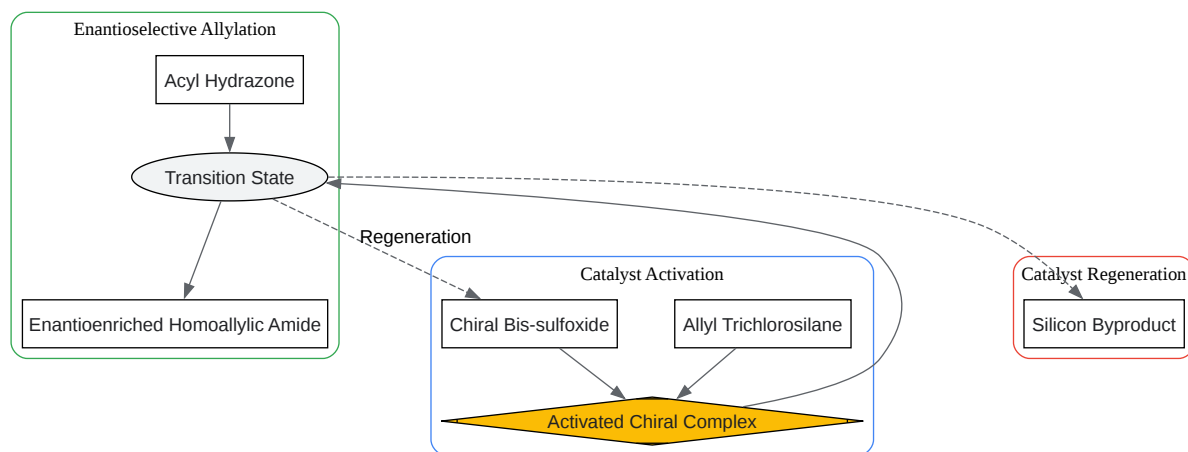 Enantioselective Allylation
Acyl Hydrazone
Transition State
Regeneration
Catalyst Activation
Catalyst Regeneration
Enantioenriched Homoallylic Amide
Chiral Bis-sulfoxide
Allyl Trichlorosilane
Silicon Byproduct
Activated Chiral Complex